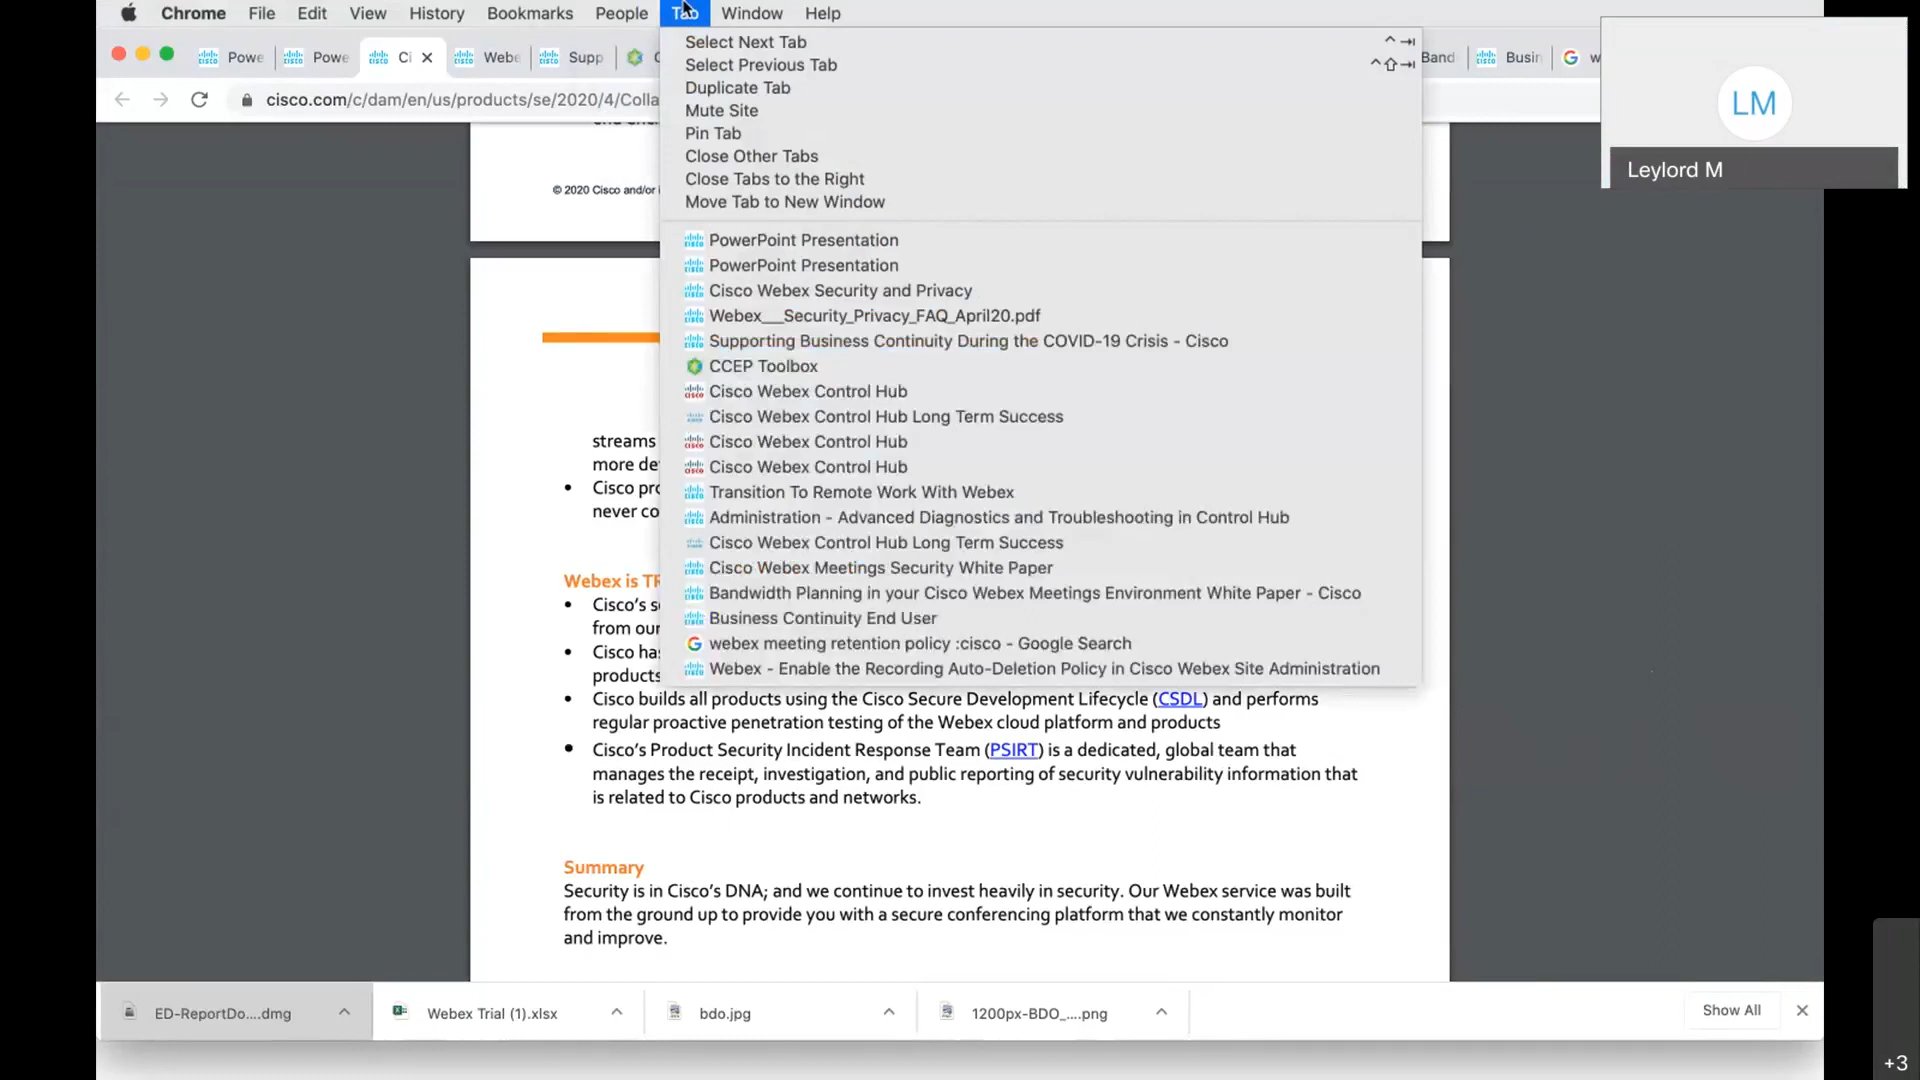 Chrome File Edit View History Bookmarks People Tab Window Help
Powe Powe Ci Webe Supp C Band Busin w
cisco.com/c/dam/en/us/products/se/2020/4/Colla
Select Next Tab
Select Previous Tab
Duplicate Tab
Mute Site
Pin Tab
Close Other Tabs
Close Tabs to the Right
Move Tab to New Window
PowerPoint Presentation
PowerPoint Presentation
Cisco Webex Security and Privacy
Webex___Security_Privacy_FAQ_April20.pdf
Supporting Business Continuity During the COVID-19 Crisis - Cisco
CCEP Toolbox
Cisco Webex Control Hub
Cisco Webex Control Hub Long Term Success
Cisco Webex Control Hub
Cisco Webex Control Hub
Transition To Remote Work With Webex
Administration - Advanced Diagnostics and Troubleshooting in Control Hub
Cisco Webex Control Hub Long Term Success
Cisco Webex Meetings Security White Paper
Bandwidth Planning in your Cisco Webex Meetings Environment White Paper - Cisco
Business Continuity End User
webex meeting retention policy :cisco - Google Search
Webex - Enable the Recording Auto-Deletion Policy in Cisco Webex Site Administration
LM
Leylord M
© 2020 Cisco and/or
streams
more de
• Cisco pro
never co
Webex is TR
• Cisco's s
from our
• Cisco has
products
• Cisco builds all products using the Cisco Secure Development Lifecycle (CSDL) and performs
regular proactive penetration testing of the Webex cloud platform and products
• Cisco's Product Security Incident Response Team (PSIRT) is a dedicated, global team that
manages the receipt, investigation, and public reporting of security vulnerability information that
is related to Cisco products and networks.
Summary
Security is in Cisco's DNA; and we continue to invest heavily in security. Our Webex service was built
from the ground up to provide you with a secure conferencing platform that we constantly monitor
and improve.
ED-ReportDo....dmg Webex Trial (1).xlsx bdo.jpg 1200px-BDO_....png Show All
+3